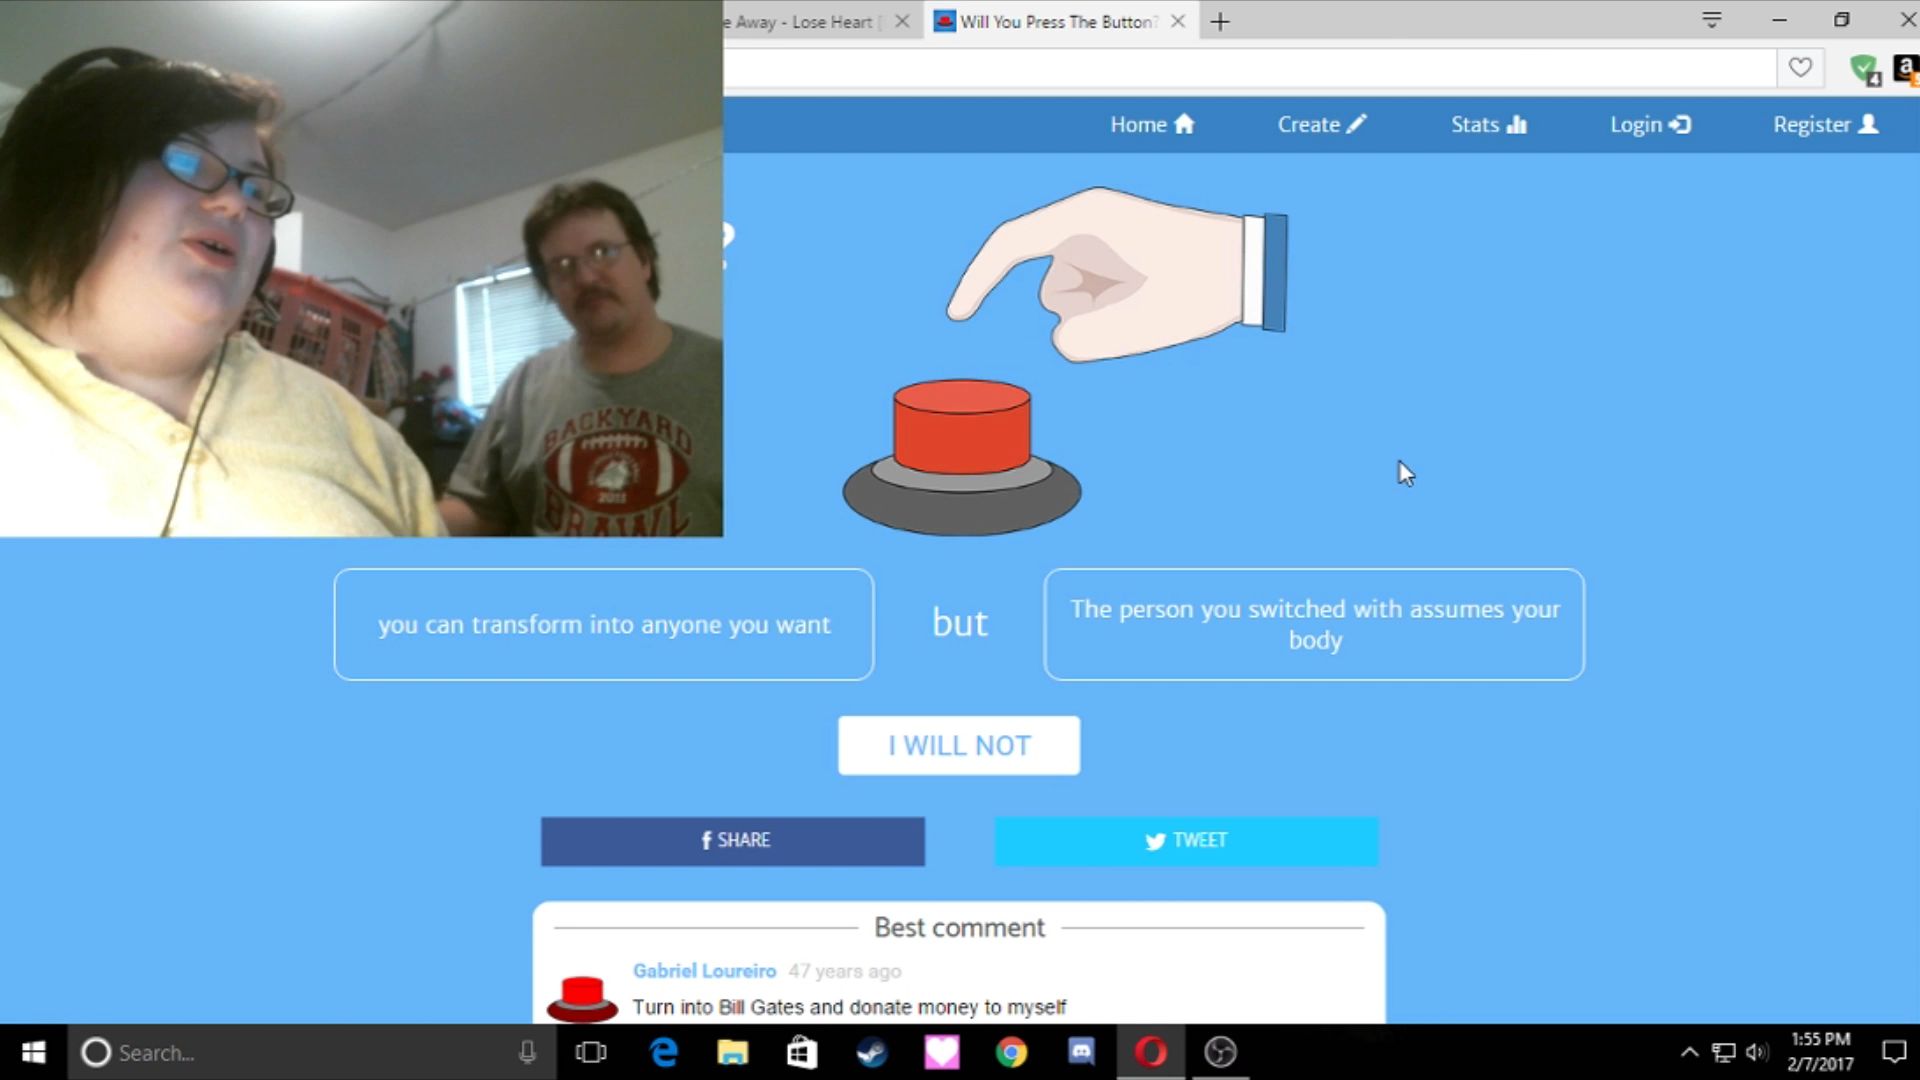 e Away - Lose Heart
Will You Press The Button?
4
a
Home
Create
Stats
Login
Register
?
BACKYARD
2011
BRAWL
you can transform into anyone you want
but
The person you switched with assumes your
body
I WILL NOT
f SHARE
TWEET
Best comment
Gabriel Loureiro 47 years ago
Turn into Bill Gates and donate money to myself
Search...
1:55 PM
2/7/2017